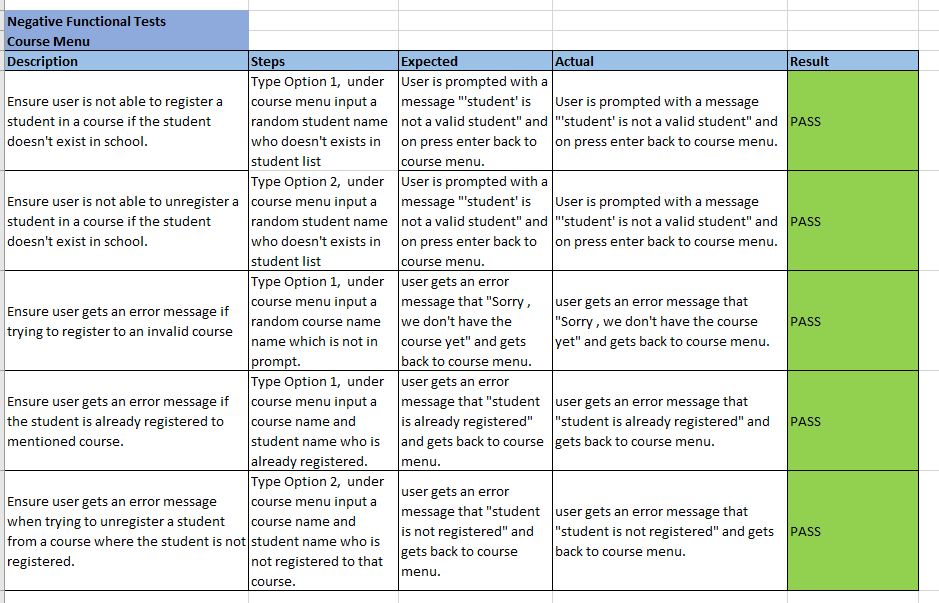 Negative Functional Tests
Course Menu
Description Steps Expected Actual Result
Ensure user is not able to register a
student in a course if the student
doesn't exist in school.
Type Option 1,  under
course menu input a
random student name
who doesn't exists in
student list
User is prompted with a
message "'student' is
not a valid student" and
on press enter back to
course menu.
User is prompted with a message
"'student' is not a valid student" and
on press enter back to course menu.
PASS
Ensure user is not able to unregister a
student in a course if the student
doesn't exist in school.
Type Option 2,  under
course menu input a
random student name
who doesn't exists in
student list
User is prompted with a
message "'student' is
not a valid student" and
on press enter back to
course menu.
User is prompted with a message
"'student' is not a valid student" and
on press enter back to course menu.
PASS
Ensure user gets an error message if
trying to register to an invalid course
Type Option 1,  under
course menu input a
random course name
name which is not in
prompt.
user gets an error
message that "Sorry ,
we don't have the
course yet" and gets
back to course menu.
user gets an error message that
"Sorry , we don't have the course
yet" and gets back to course menu.
PASS
Ensure user gets an error message if
the student is already registered to
mentioned course.
Type Option 1,  under
course menu input a
course name and
student name who is
already registered.
user gets an error
message that "student
is already registered"
and gets back to course
menu.
user gets an error message that
"student is already registered" and
gets back to course menu.
PASS
Ensure user gets an error message
when trying to unregister a student
from a course where the student is not
registered.
Type Option 2,  under
course menu input a
course name and
student name who is
not registered to that
course.
user gets an error
message that "student
is not registered" and
gets back to course
menu.
user gets an error message that
"student is not registered" and gets
back to course menu.
PASS